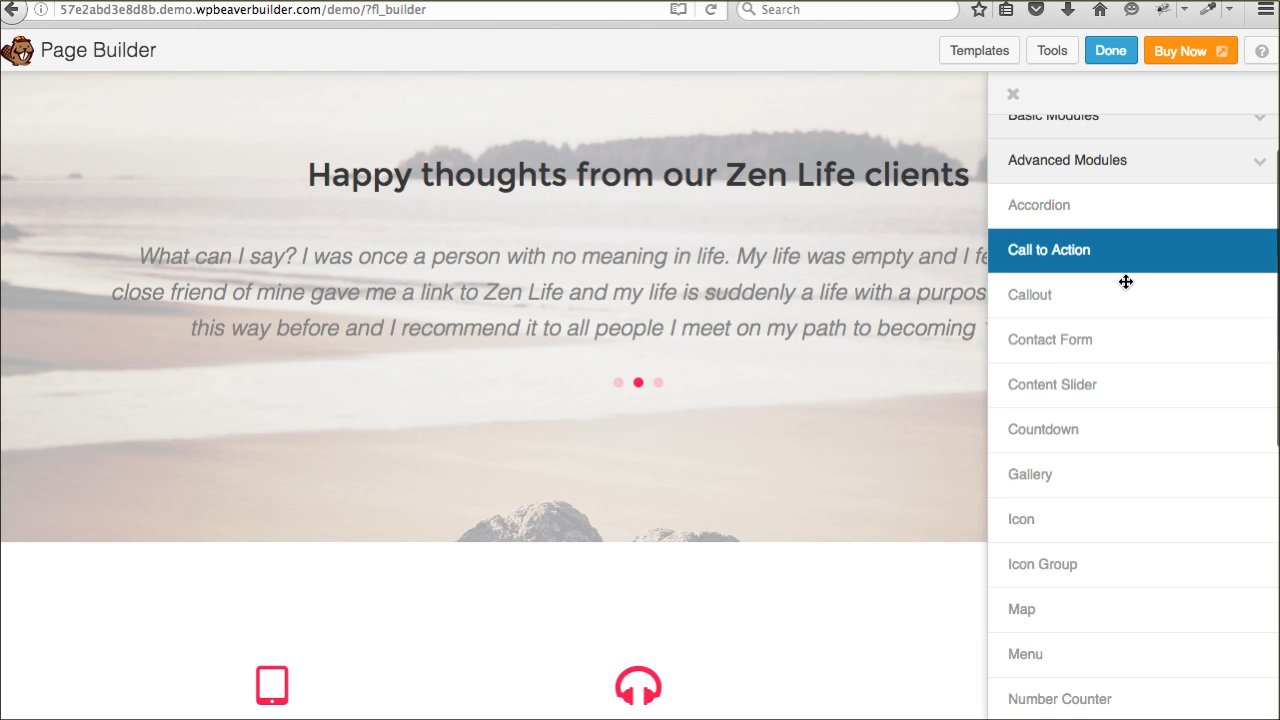 57e2abd3e8d8b.demo.wpbeaverbuilder.com/demo/?fl_builder
Search
Page Builder
Templates
Tools
Done
Buy Now
?
Basic Modules
Advanced Modules
Accordion
Call to Action
Callout
Contact Form
Content Slider
Countdown
Gallery
Icon
Icon Group
Map
Menu
Number Counter
Happy thoughts from our Zen Life clients
What can I say? I was once a person with no meaning in life. My life was empty and I fe
close friend of mine gave me a link to Zen Life and my life is suddenly a life with a purpos
this way before and I recommend it to all people I meet on my path to becoming